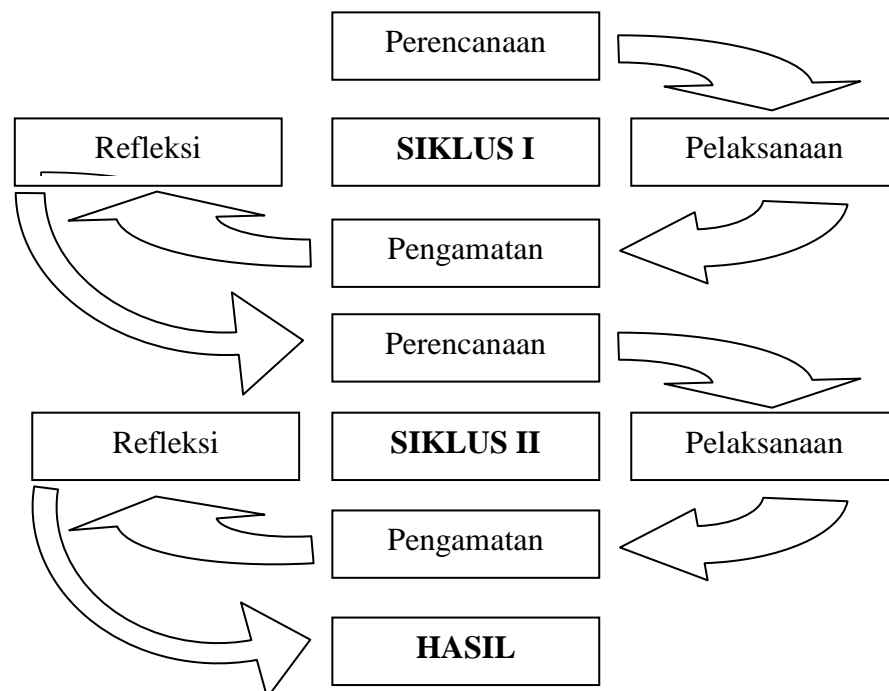 Perencanaan
Refleksi
SIKLUS I
Pelaksanaan
Pengamatan
Perencanaan
Refleksi
SIKLUS II
Pelaksanaan
Pengamatan
HASIL